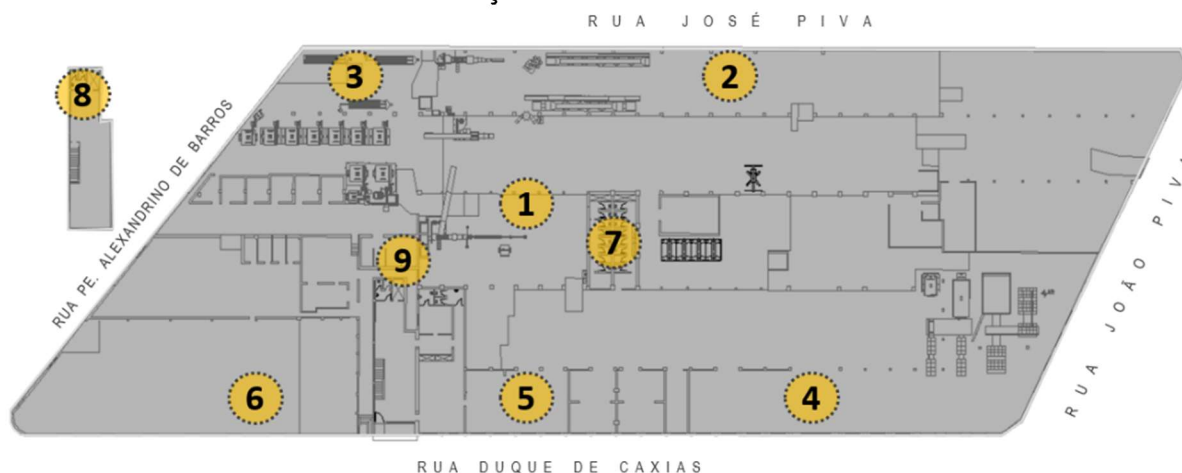 RUA JOSÉ PIVA
3
2
8
RUA PE. ALEXANDRINO DE BARROS
1
7
9
RUA JOÃO PIVA
6
5
4
RUA DUQUE DE CAXIAS